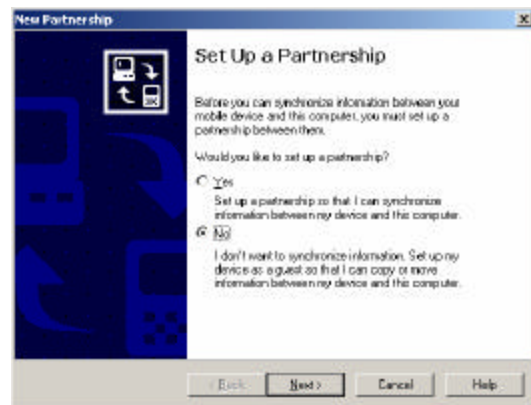 New Partnership
Set Up a Partnership
Before you can synchronize information between your
mobile device and this computer, you must set up a
partnership between them.
Would you like to set up a partnership?
Yes
Set up a partnership so that I can synchronize
information between my device and this computer.
No
I don't want to synchronize information. Set up my
device as a guest so that I can copy or move
information between my device and this computer.
< Back
Next >
Cancel
Help